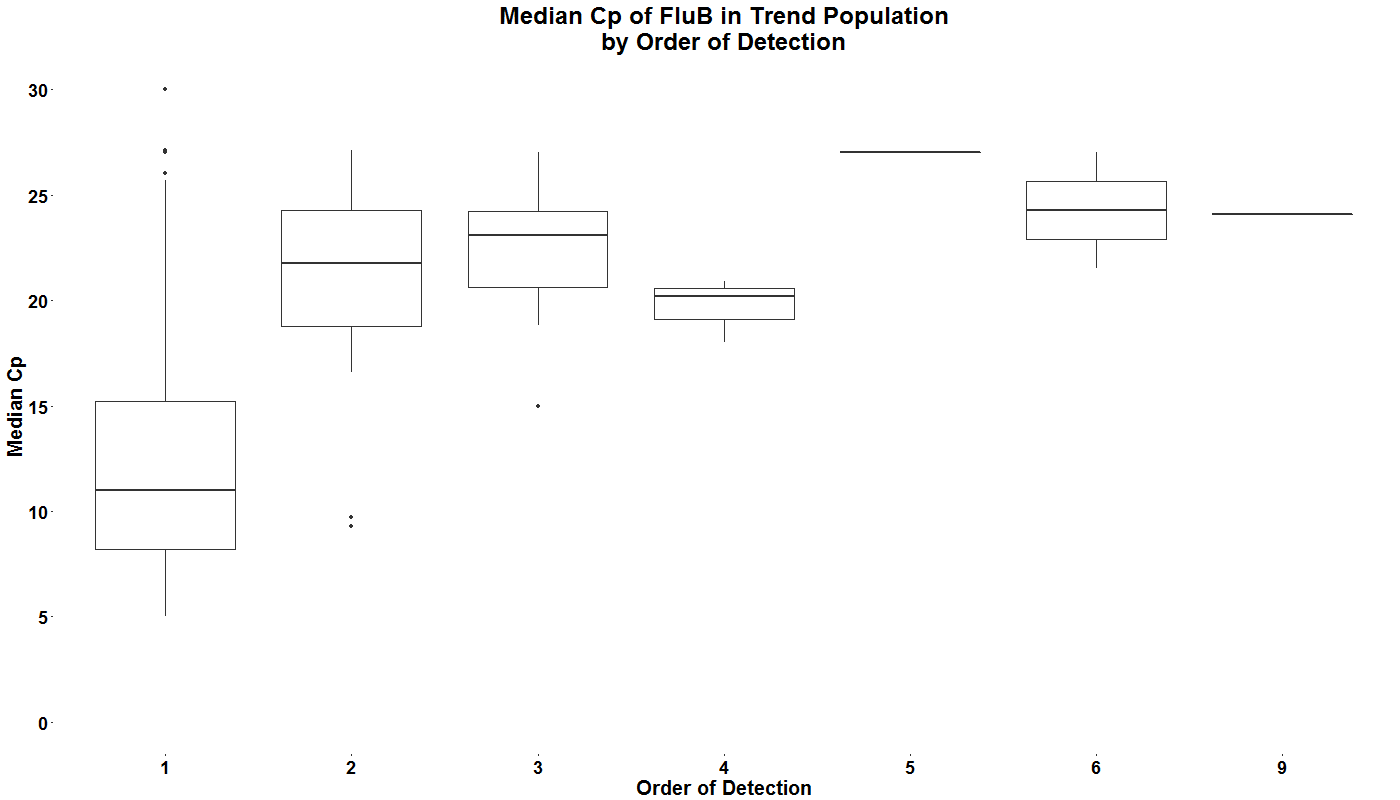 Median Cp of FluB in Trend Population
by Order of Detection
30
25
20
15
10
5
0
Median Cp
1 2 3 4 5 6 9
Order of Detection